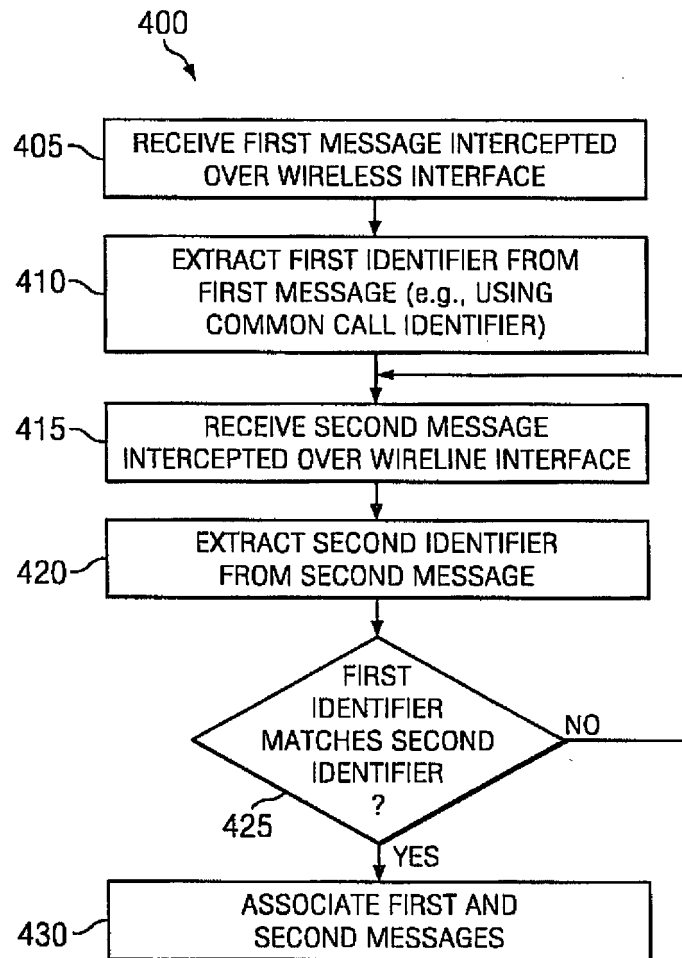 400
405
RECEIVE FIRST MESSAGE INTERCEPTED
OVER WIRELESS INTERFACE
410
EXTRACT FIRST IDENTIFIER FROM
FIRST MESSAGE (e.g., USING
COMMON CALL IDENTIFIER)
415
RECEIVE SECOND MESSAGE
INTERCEPTED OVER WIRELINE INTERFACE
420
EXTRACT SECOND IDENTIFIER
FROM SECOND MESSAGE
FIRST
IDENTIFIER
MATCHES SECOND
IDENTIFIER
?
NO
425
YES
430
ASSOCIATE FIRST AND
SECOND MESSAGES